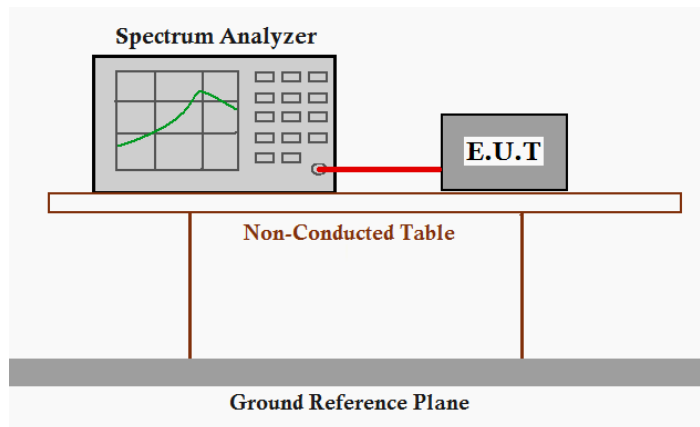 Spectrum Analyzer
E.U.T
Non-Conducted Table
Ground Reference Plane